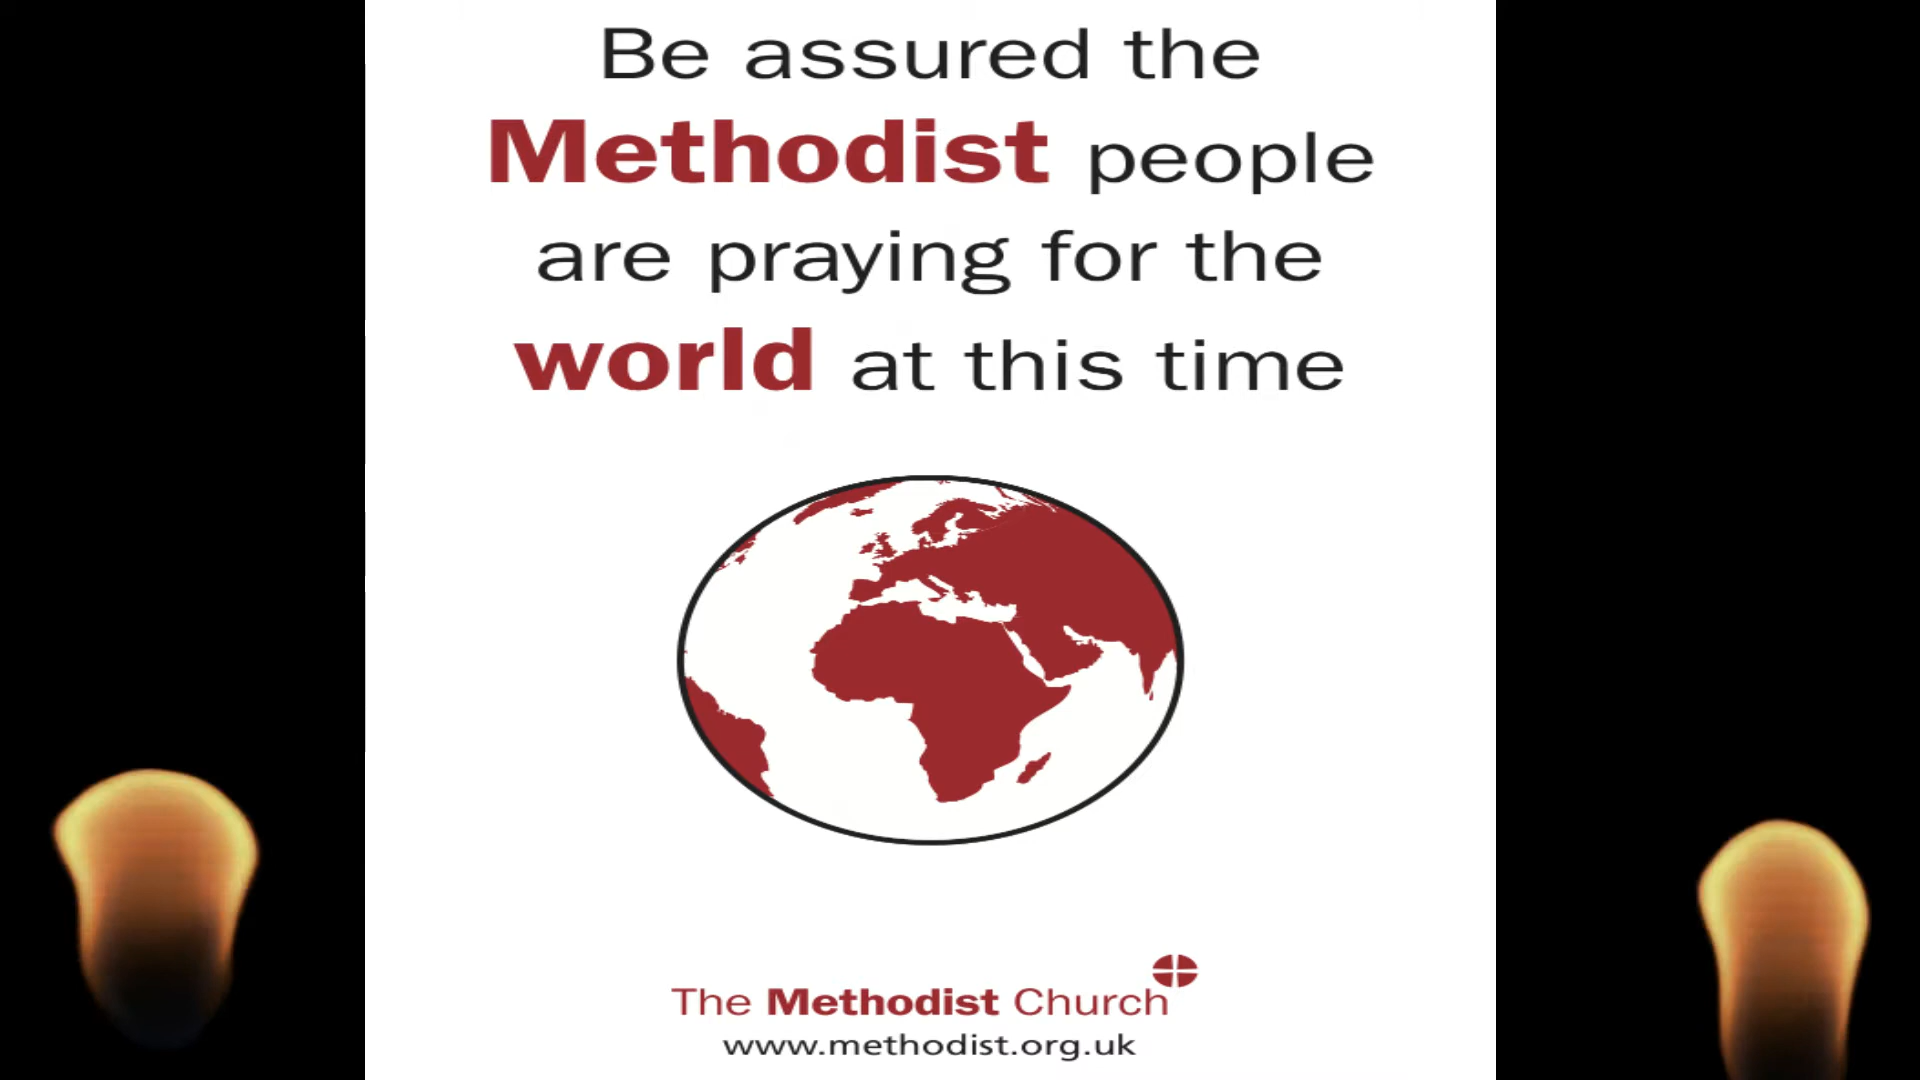 Be assured the
Methodist people
are praying for the
world at this time
The Methodist Church
www.methodist.org.uk